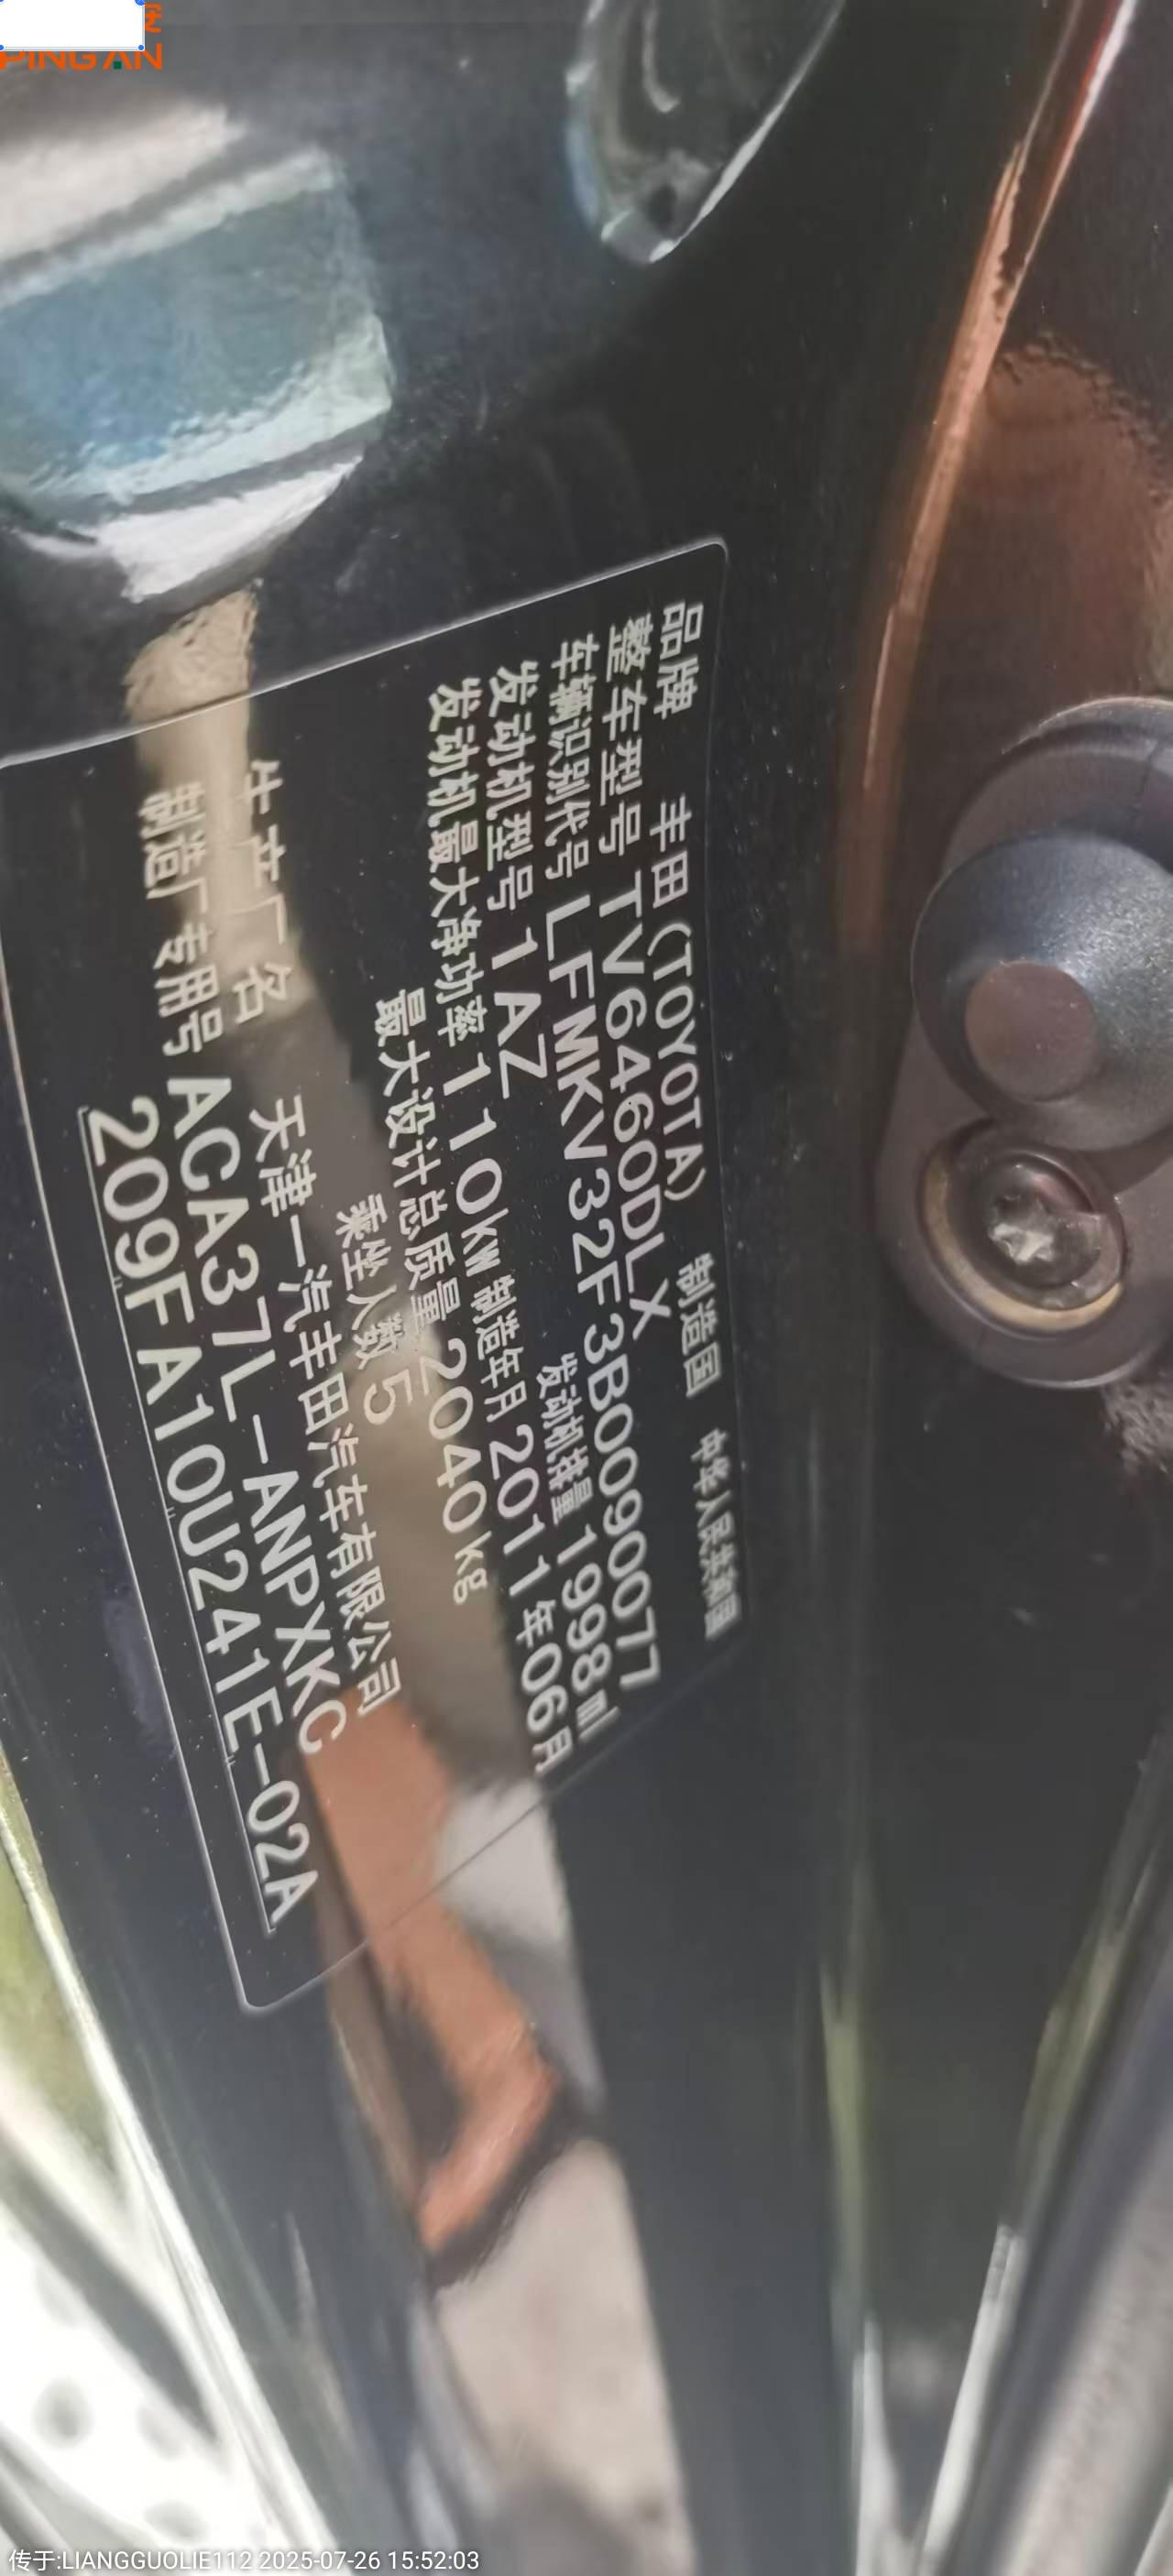 PING AN
品牌 丰田(TOYOTA) 制造国 中华人民共和国
整车型号 TV6460DLX
车辆识别代号 LFMKV32F3B0090077
发动机型号 1AZ 发动机排量 1998ml
发动机最大净功率 110KW 制造年月 2011年06月
最大设计总质量 2040kg
乘坐人数 5
生产厂名 天津一汽丰田汽车有限公司
制造厂专用号 ACA37L-ANPXKC
209FA10U241E-02A
传于:LIANGGUOLIE112 2025-07-26 15:52:03